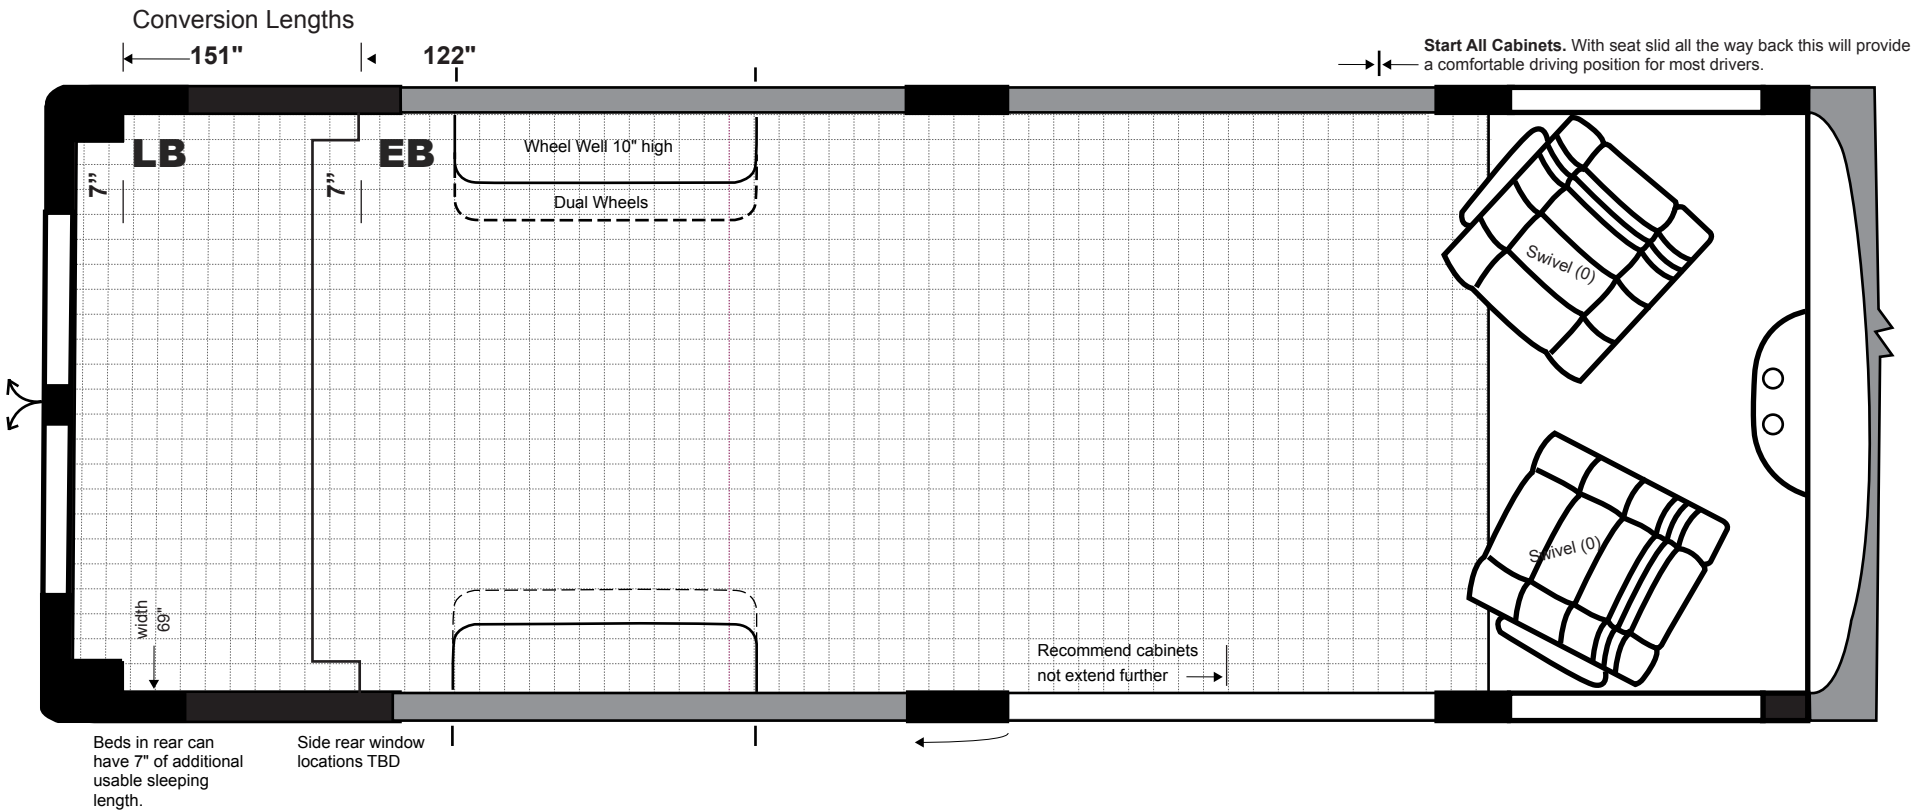 Conversion Lengths
151"
122"
Start All Cabinets. With seat slid all the way back this will provide
a comfortable driving position for most drivers.
LB
7”
7”
EB
Wheel Well 10" high
Dual Wheels
Swivel (0)
Swivel (0)
width
69"
Recommend cabinets
not extend further
Beds in rear can
have 7" of additional
usable sleeping
length.
Side rear window
locations TBD